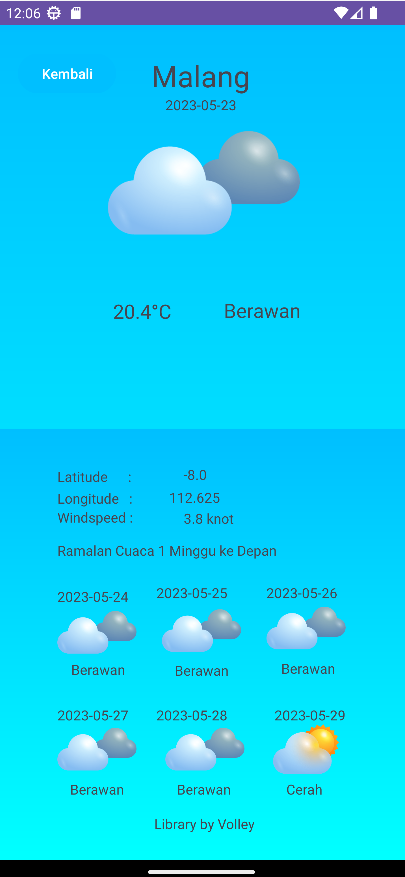 12:06
Kembali
Malang
2023-05-23
20.4°C Berawan
Latitude : -8.0
Longitude : 112.625
Windspeed : 3.8 knot
Ramalan Cuaca 1 Minggu ke Depan
2023-05-24 2023-05-25 2023-05-26
Berawan Berawan Berawan
2023-05-27 2023-05-28 2023-05-29
Berawan Berawan Cerah
Library by Volley